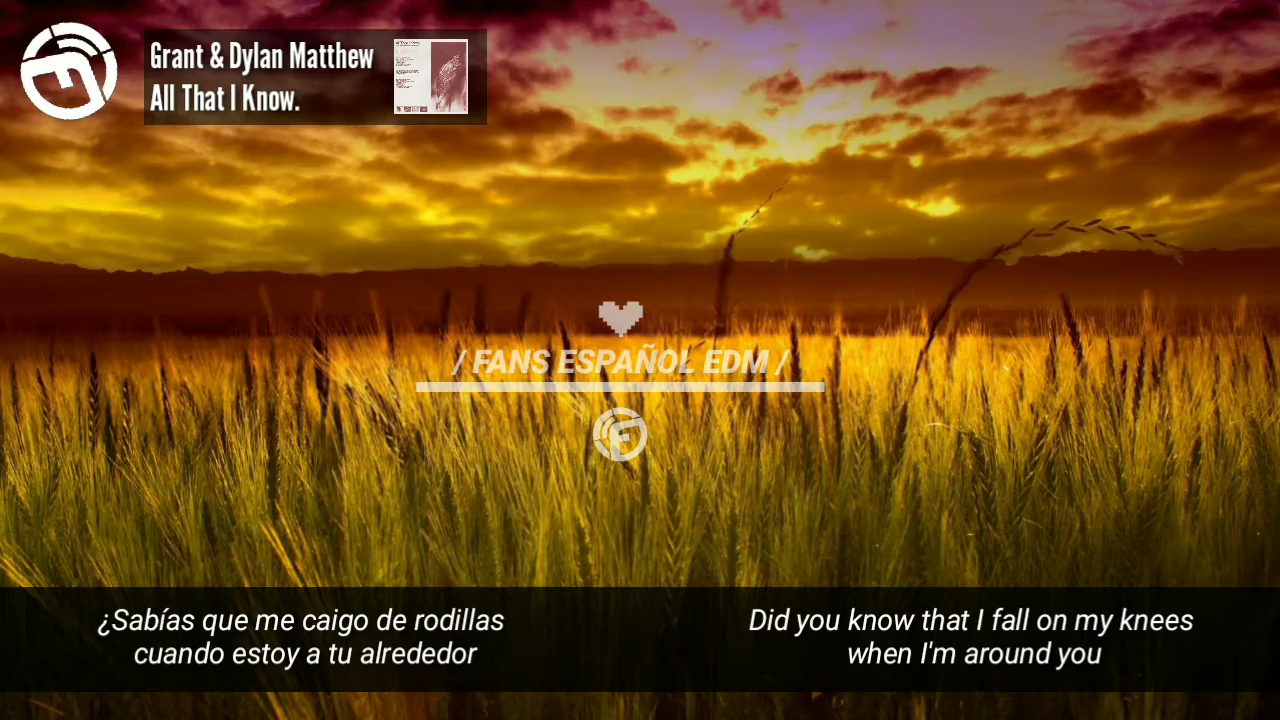 Grant & Dylan Matthew
All That I Know.
/ FANS ESPAÑOL EDM /
¿Sabías que me caigo de rodillas
cuando estoy a tu alrededor
Did you know that I fall on my knees
when I'm around you